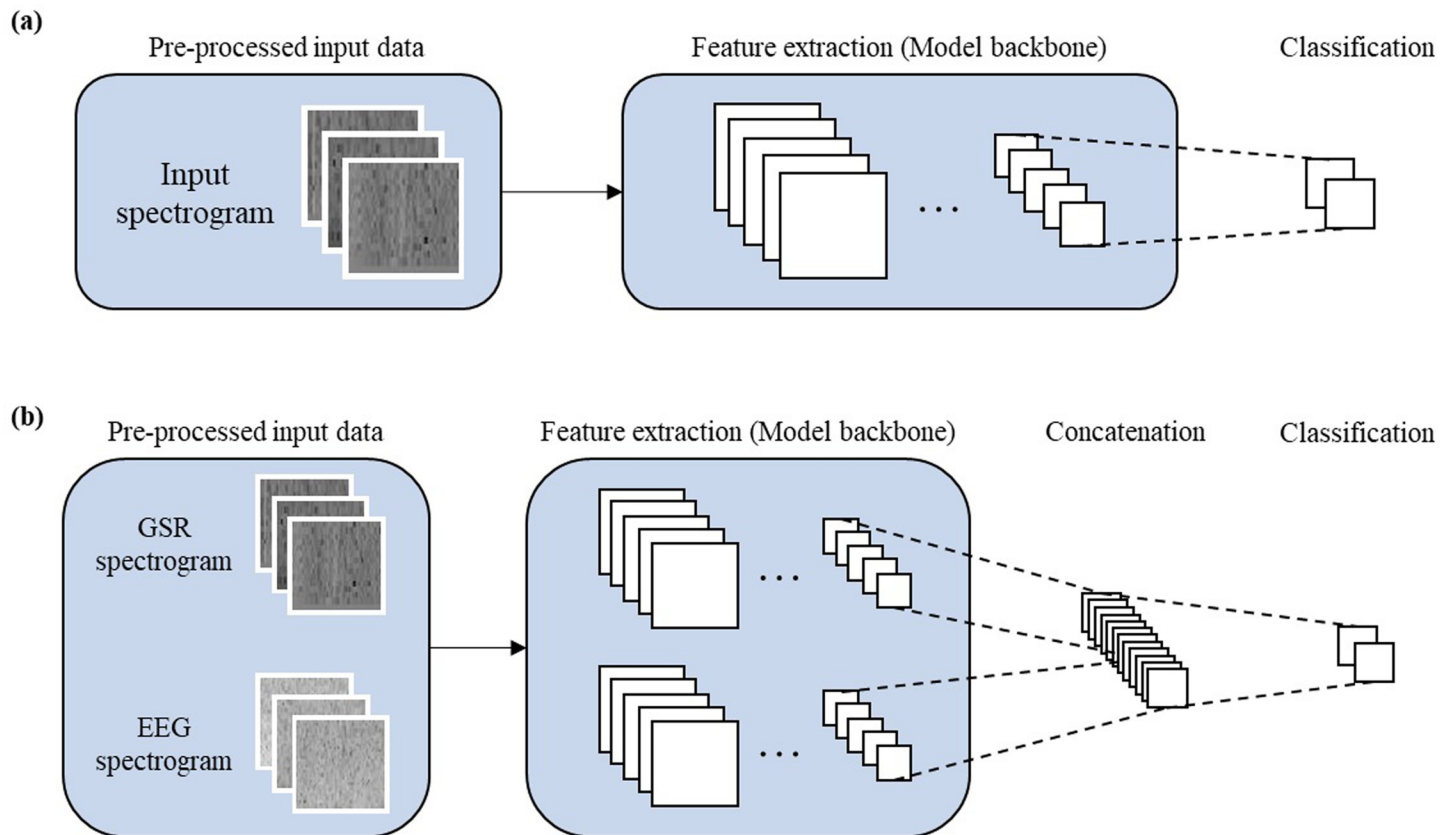 (a)
Pre-processed input data
Feature extraction (Model backbone)
Classification
Input
spectrogram
...
(b)
Pre-processed input data
Feature extraction (Model backbone)
Concatenation
Classification
GSR
spectrogram
...
EEG
spectrogram
...